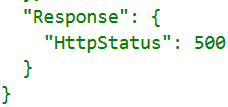 "Response": {
"HttpStatus": 500
}
}